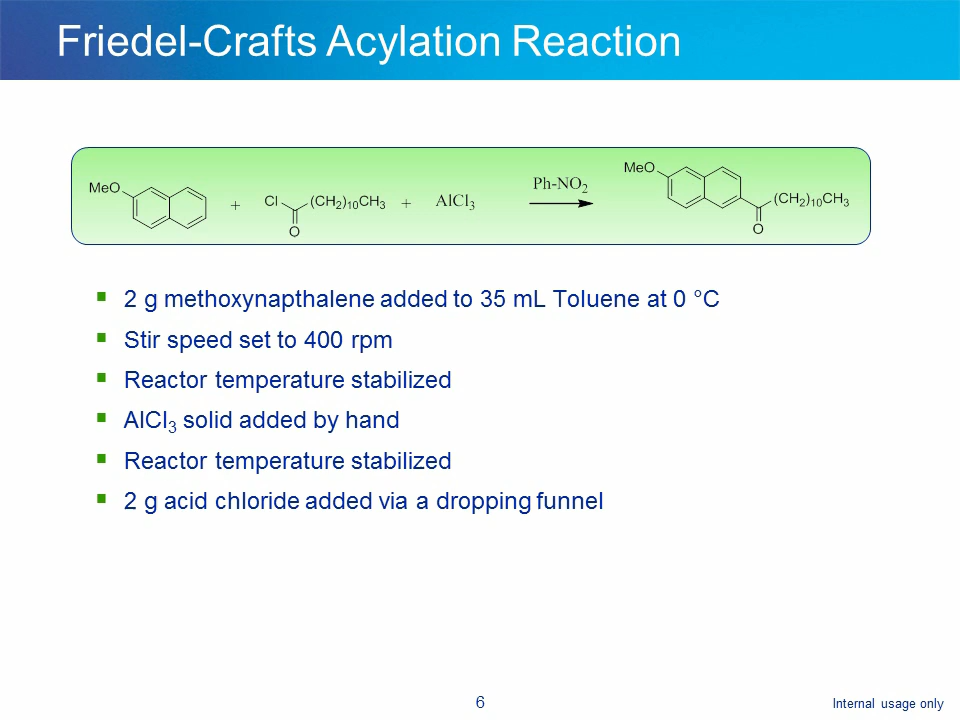 Friedel-Crafts Acylation Reaction
MeO
+
Cl
O
(CH2)10CH3
+
AlCl3
Ph-NO2
MeO
(CH2)10CH3
O
2 g methoxynapthalene added to 35 mL Toluene at 0 °C
Stir speed set to 400 rpm
Reactor temperature stabilized
AlCl3 solid added by hand
Reactor temperature stabilized
2 g acid chloride added via a dropping funnel
6
Internal usage only